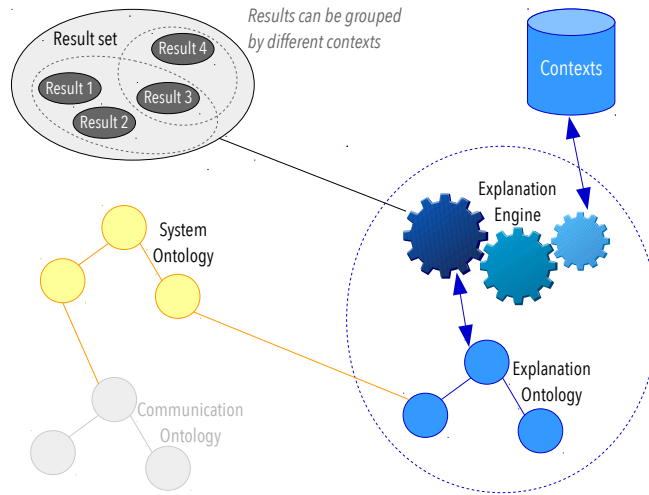 Results can be grouped
by different contexts
Result set
Result 4
Result 1
Result 3
Result 2
Contexts
Explanation
Engine
System
Ontology
Explanation
Ontology
Communication
Ontology